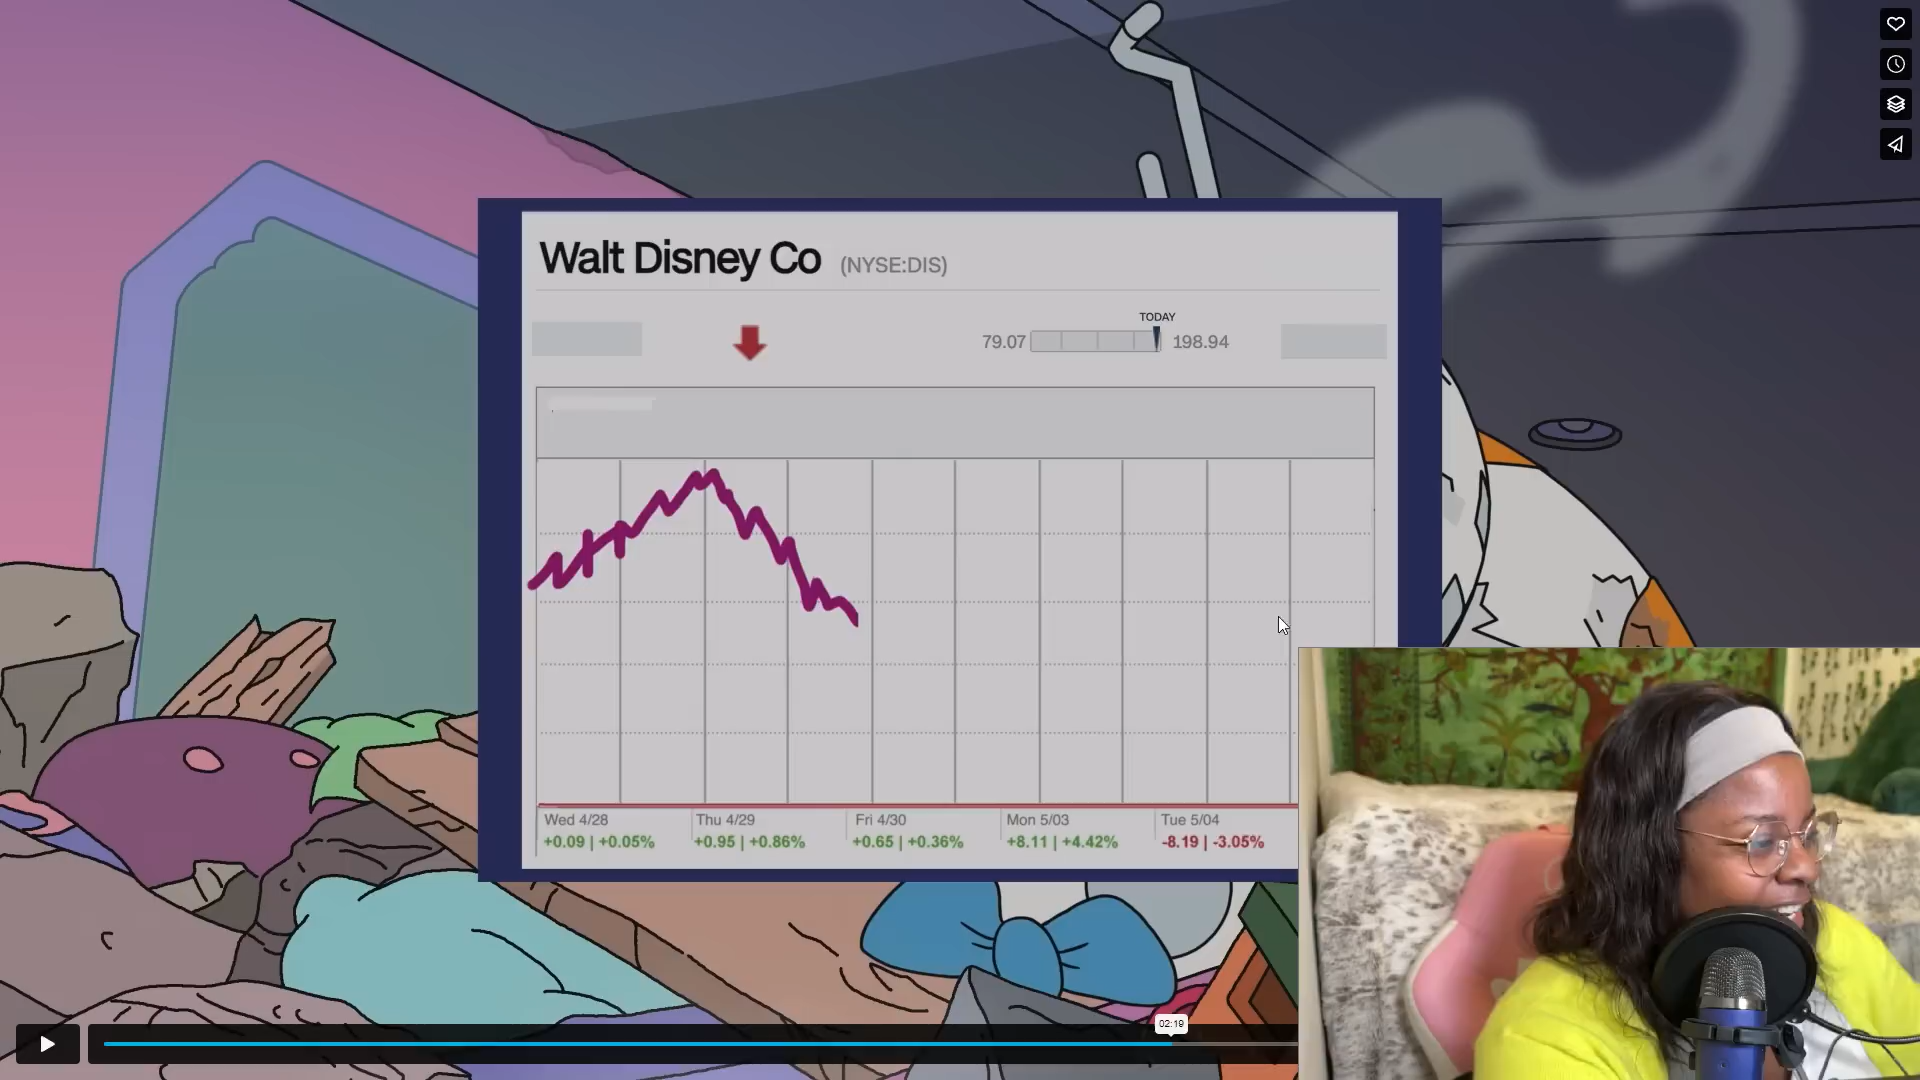 Walt Disney Co (NYSE:DIS)
TODAY
79.07 198.94
Wed 4/28 Thu 4/29 Fri 4/30 Mon 5/03 Tue 5/04
+0.09 | +0.05% +0.95 | +0.86% +0.65 | +0.36% +8.11 | +4.42% -8.19 | -3.05%
02:19